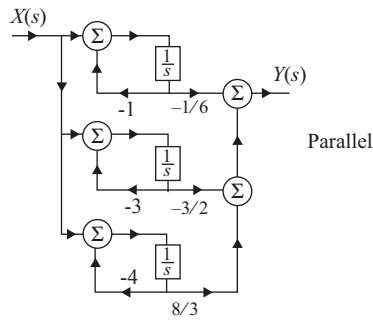 X(s)
Σ
1/s
Y(s)
Σ
-1
–1/6
Parallel
Σ
1/s
-3
–3/2
Σ
Σ
1/s
-4
8/3